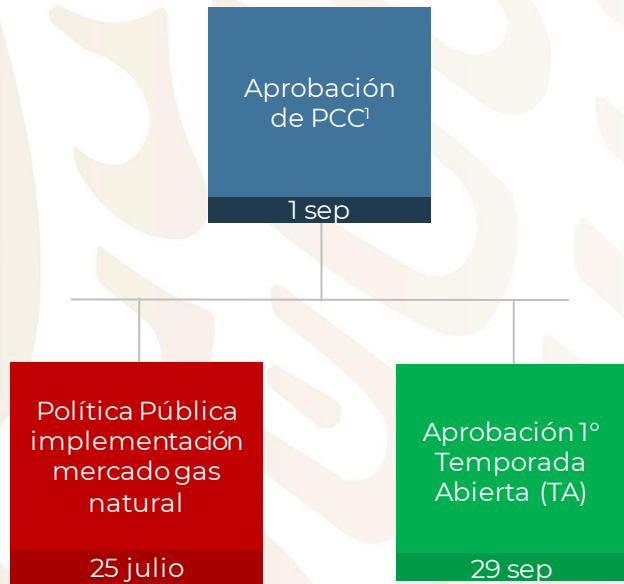 Aprobación
de PCC¹
1 sep
Política Pública
implementación
mercado gas
natural
25 julio
Aprobación 1°
Temporada
Abierta (TA)
29 sep